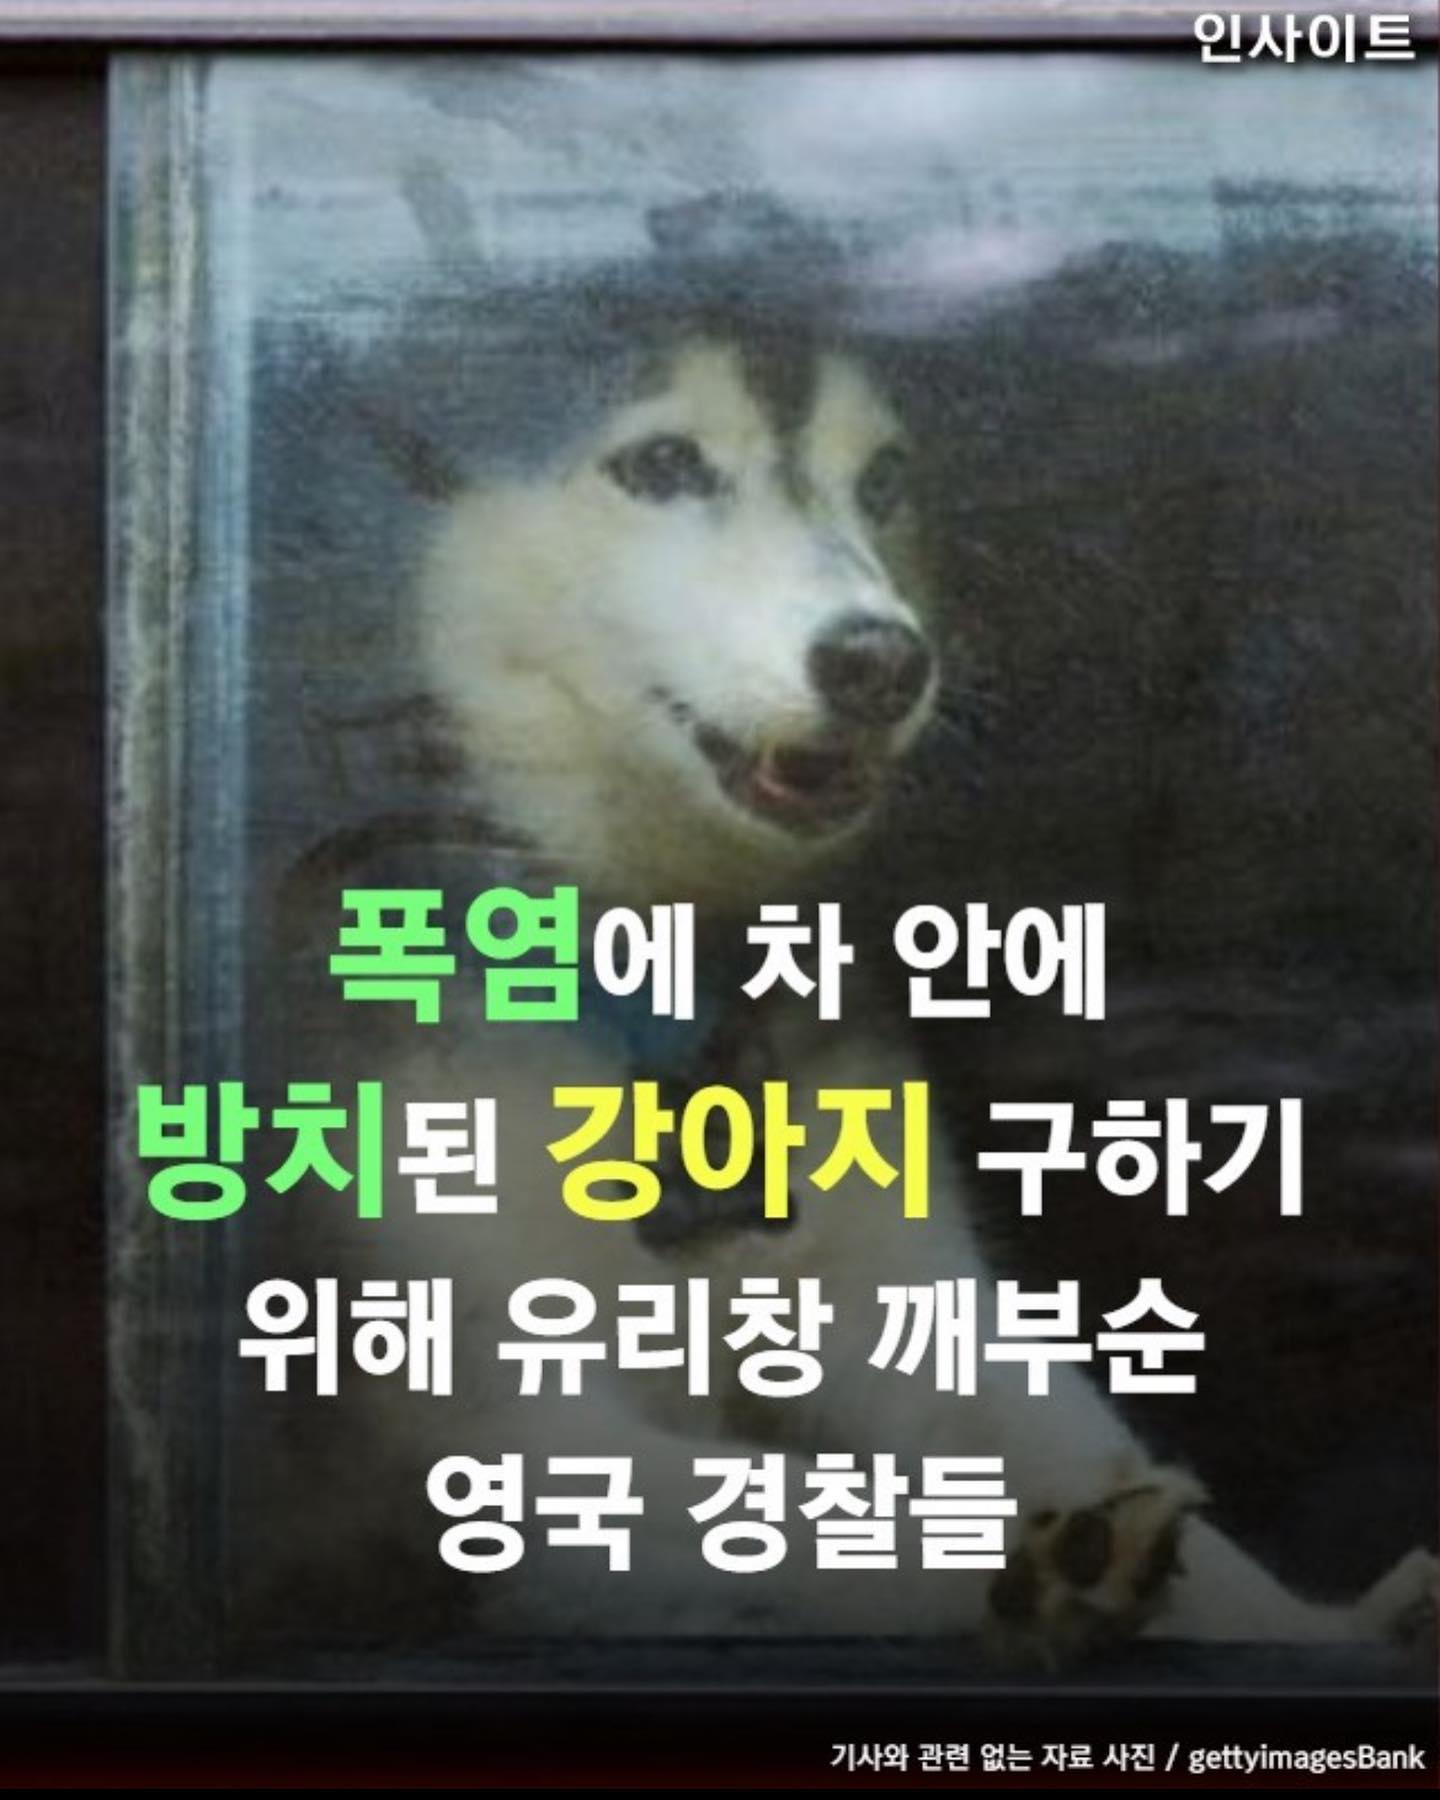 인사이트
폭염에 차 안에
방치된 강아지 구하기
위해 유리창 깨부순
영국 경찰들
기사와 관련 없는 자료 사진 / gettyimagesBank